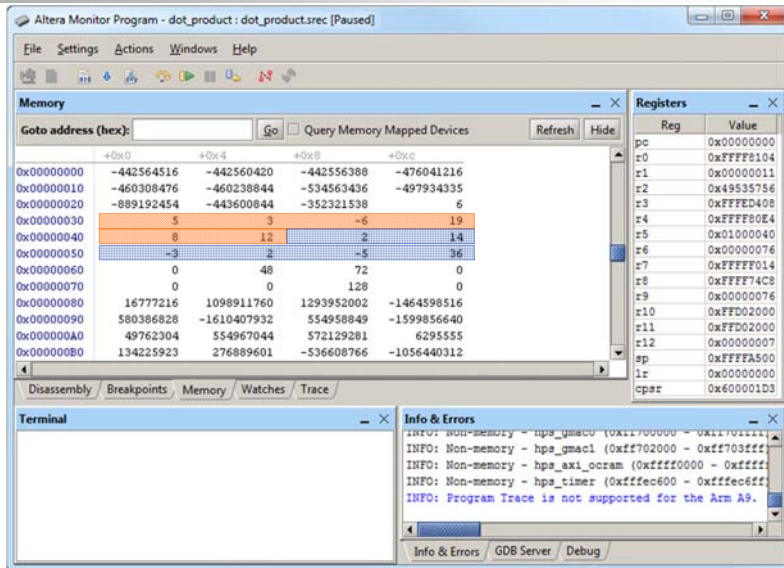 Altera Monitor Program - dot_product : dot_product.srec [Paused]
File Settings Actions Windows Help
Memory
Goto address (hex): Go Query Memory Mapped Devices Refresh Hide
+0x0 +0x4 +0x8 +0xc
0x00000000 -442564516 -442560420 -442556388 -476041216
0x00000010 -460308476 -460238844 -534563436 -497934335
0x00000020 -889192454 -443600844 -352321538 6
0x00000030 5 3 -6 19
0x00000040 8 12 2 14
0x00000050 -3 2 -5 36
0x00000060 0 48 72 0
0x00000070 0 0 128 0
0x00000080 16777216 1098911760 1293952002 -1464598516
0x00000090 580386828 -1610407932 554958849 -1599856640
0x000000A0 49762304 554967044 572129281 6295555
0x000000B0 134225923 276889601 -536608766 -1056440312
Disassembly Breakpoints Memory Watches Trace
Registers
Reg Value
pc 0x00000000
r0 0xFFFF8104
r1 0x00000011
r2 0x49535756
r3 0xFFFED408
r4 0xFFFF80E4
r5 0x01000040
r6 0x00000076
r7 0xFFFFF014
r8 0xFFFF74C8
r9 0x00000076
r10 0xFFD02000
r11 0xFFD02000
r12 0x00000007
sp 0xFFFFA500
lr 0x00000000
cpsr 0x600001D3
Terminal
Info & Errors
INFO: Non-memory - hps_gmac0 (0xff700000 - 0xff701fff)
INFO: Non-memory - hps_gmac1 (0xff702000 - 0xff703fff)
INFO: Non-memory - hps_axi_ocram (0xffff0000 - 0xffff
INFO: Non-memory - hps_timer (0xfffec600 - 0xfffec6ff)
INFO: Program Trace is not supported for the Arm A9.
Info & Errors GDB Server Debug